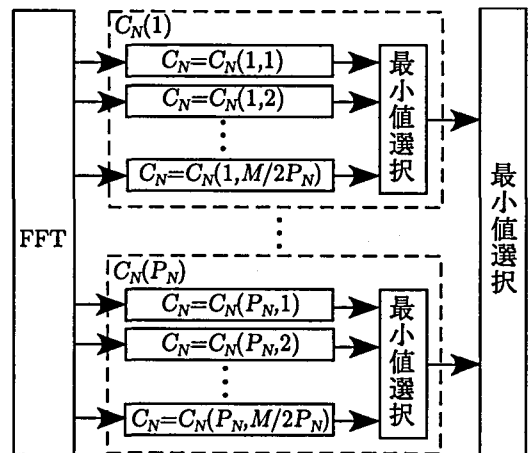 FFT
C_N(1)
C_N=C_N(1,1)
C_N=C_N(1,2)
C_N=C_N(1,M/2P_N)
最小値選択
C_N(P_N)
C_N=C_N(P_N,1)
C_N=C_N(P_N,2)
C_N=C_N(P_N,M/2P_N)
最小値選択
最小値選択